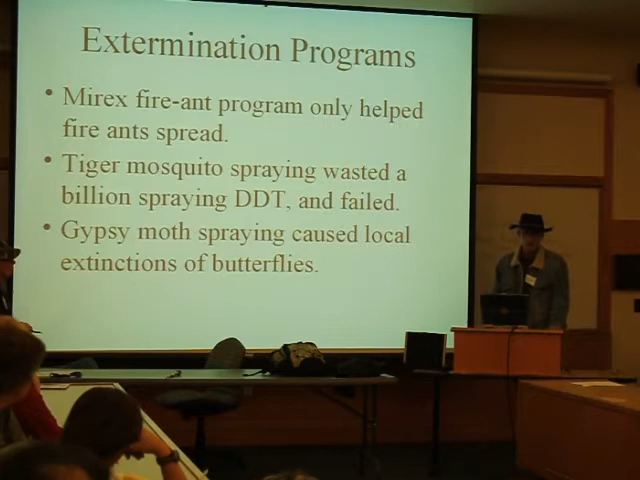 Extermination Programs
• Mirex fire-ant program only helped
fire ants spread.
• Tiger mosquito spraying wasted a
billion spraying DDT, and failed.
• Gypsy moth spraying caused local
extinctions of butterflies.